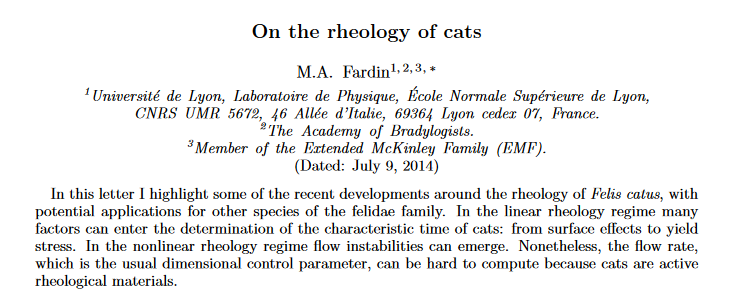 On the rheology of cats
M.A. Fardin1, 2, 3, *
1 Université de Lyon, Laboratoire de Physique, École Normale Supérieure de Lyon,
CNRS UMR 5672, 46 Allée d'Italie, 69364 Lyon cedex 07, France.
2 The Academy of Bradylogists.
3 Member of the Extended McKinley Family (EMF).
(Dated: July 9, 2014)
In this letter I highlight some of the recent developments around the rheology of Felis catus, with
potential applications for other species of the felidae family. In the linear rheology regime many
factors can enter the determination of the characteristic time of cats: from surface effects to yield
stress. In the nonlinear rheology regime flow instabilities can emerge. Nonetheless, the flow rate,
which is the usual dimensional control parameter, can be hard to compute because cats are active
rheological materials.